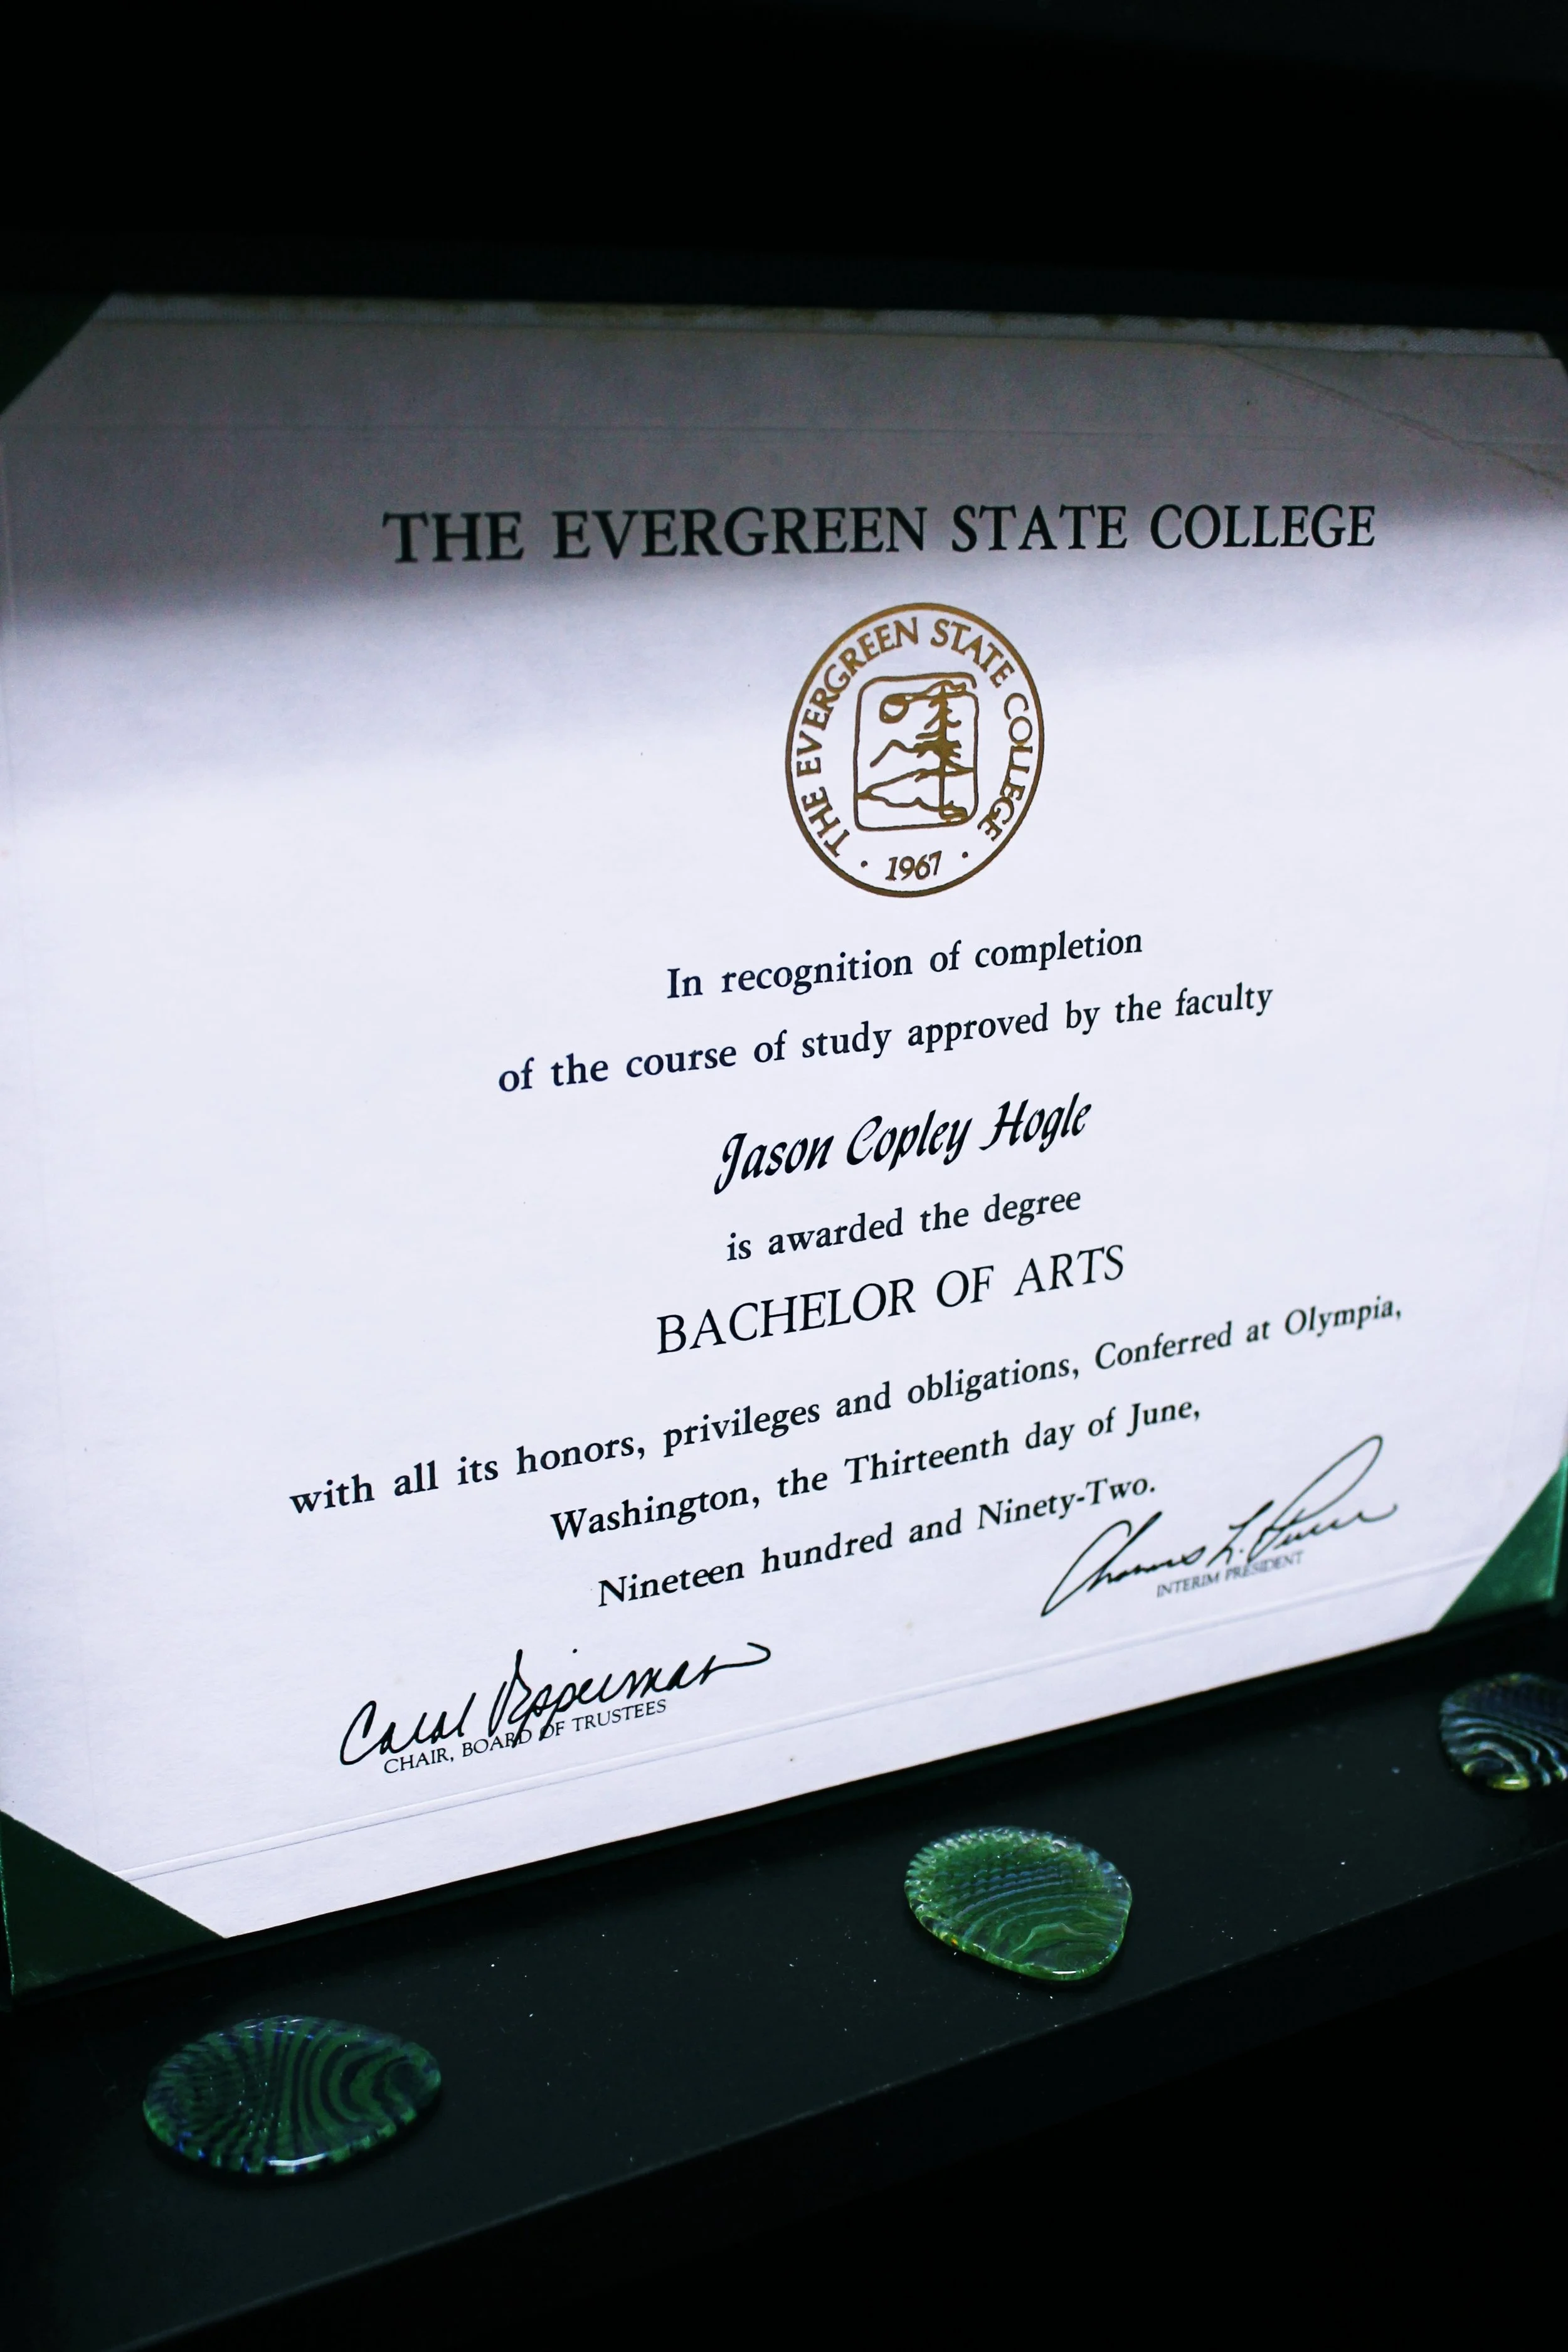 THE EVERGREEN STATE COLLEGE
THE EVERGREEN STATE COLLEGE
· 1967 ·
In recognition of completion
of the course of study approved by the faculty
Jason Copley Hogle
is awarded the degree
BACHELOR OF ARTS
with all its honors, privileges and obligations, Conferred at Olympia,
Washington, the Thirteenth day of June,
Nineteen hundred and Ninety-Two.
L.
INTERIM PRESIDENT
Carol
CHAIR, BOARD OF TRUSTEES